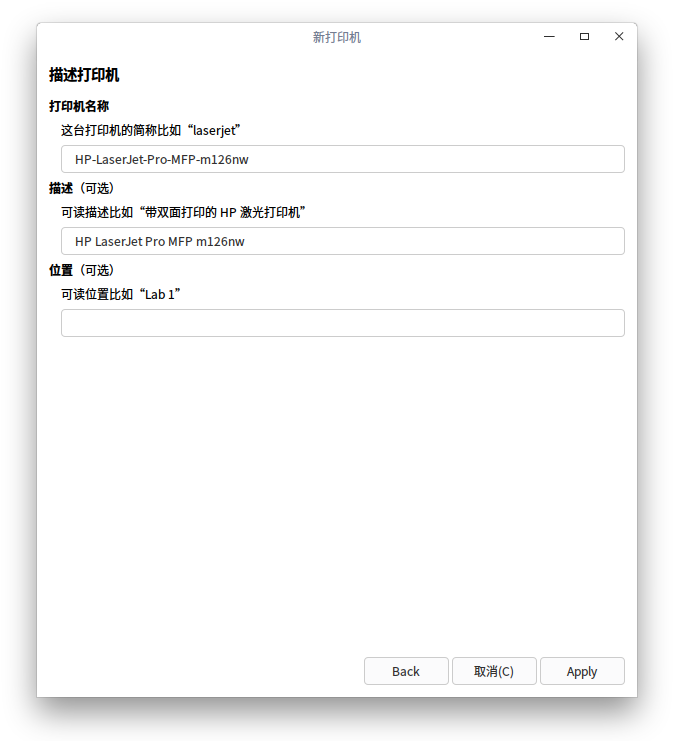 新打印机
描述打印机
打印机名称
这台打印机的简称比如“laserjet”
HP-LaserJet-Pro-MFP-m126nw
描述（可选）
可读描述比如“带双面打印的 HP 激光打印机”
HP LaserJet Pro MFP m126nw
位置（可选）
可读位置比如“Lab 1”
Back 取消(C) Apply